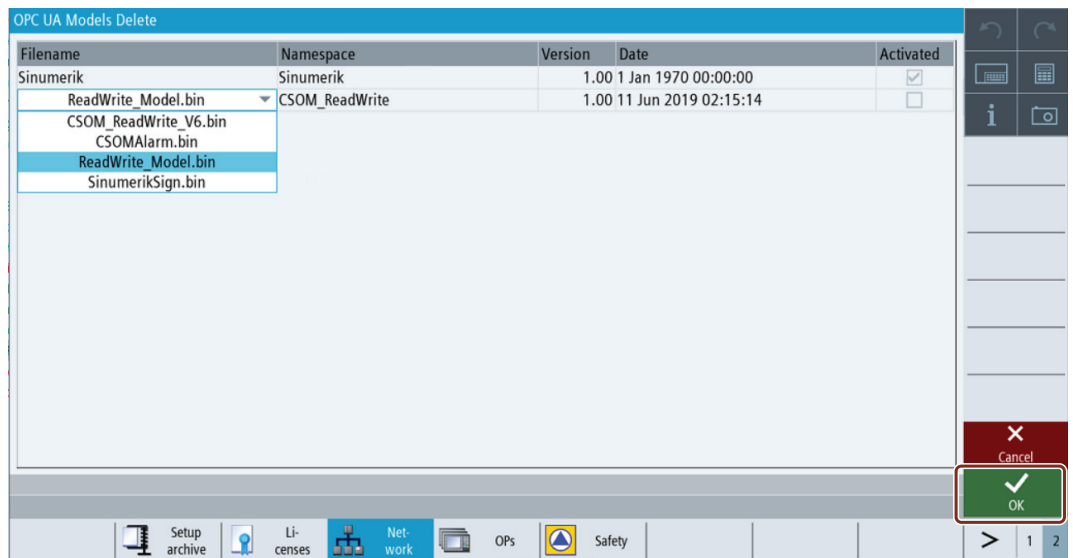 OPC UA Models Delete
Filename Namespace Version Date Activated
Sinumerik Sinumerik 1.00 1 Jan 1970 00:00:00
ReadWrite_Model.bin CSOM_ReadWrite 1.00 11 Jun 2019 02:15:14
CSOM_ReadWrite_V6.bin
CSOMAlarm.bin
ReadWrite_Model.bin
SinumerikSign.bin
i
Cancel
OK
Setup
archive
Li-
censes
Net-
work
OPs
Safety
> 1 2